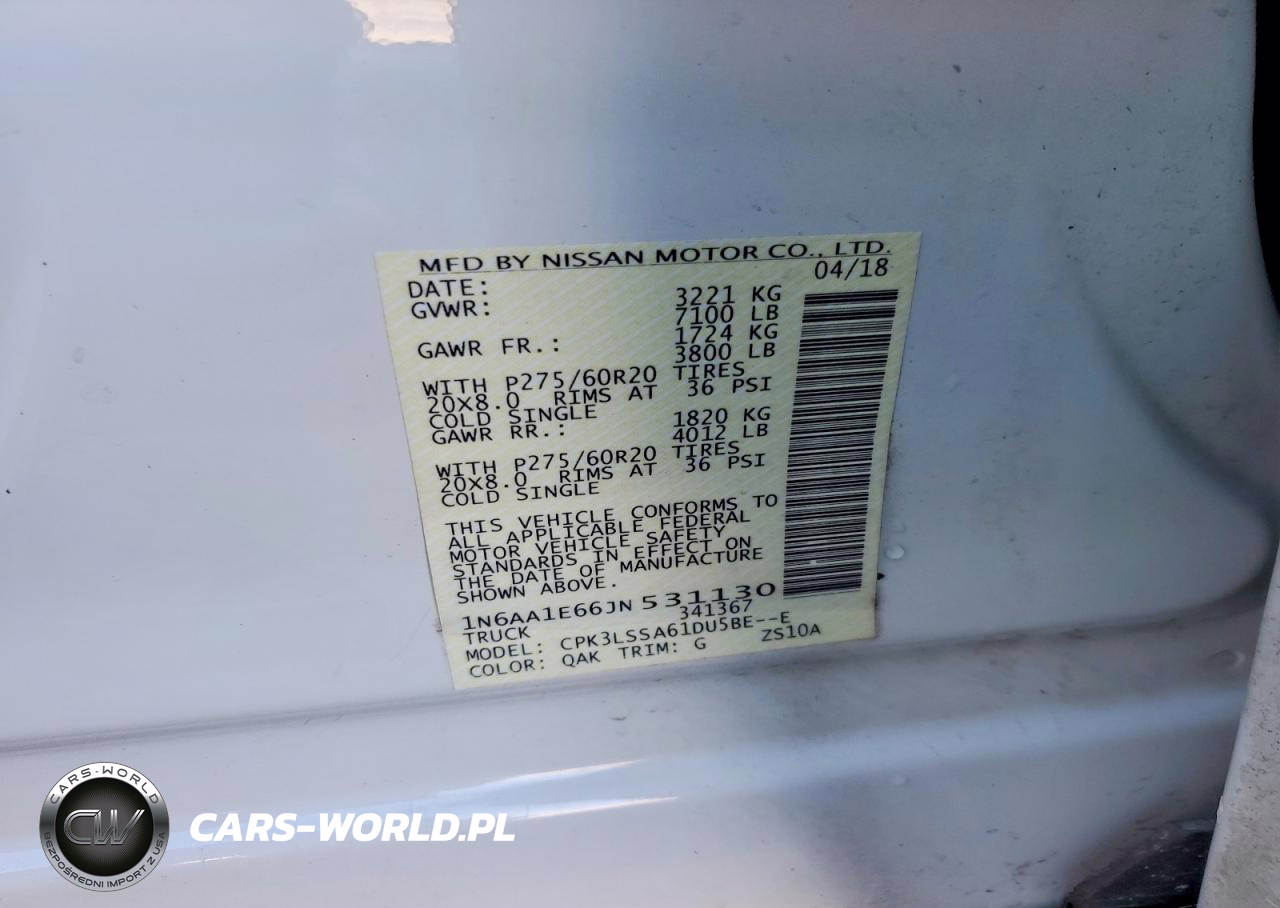 MFD BY NISSAN MOTOR CO., LTD.
DATE: 04/18
GVWR: 3221 KG
7100 LB
GAWR FR.: 1724 KG
3800 LB
WITH P275/60R20 TIRES
20X8.0 RIMS AT 36 PSI
COLD SINGLE
GAWR RR.: 1820 KG
4012 LB
WITH P275/60R20 TIRES
20X8.0 RIMS AT 36 PSI
COLD SINGLE
THIS VEHICLE CONFORMS TO
ALL APPLICABLE FEDERAL
MOTOR VEHICLE SAFETY
STANDARDS IN EFFECT ON
THE DATE OF MANUFACTURE
SHOWN ABOVE.
1N6AA1E66JN531130
TRUCK 341367
MODEL: CPK3LSSA61DU5BE--E
COLOR: QAK TRIM: G ZS10A
CARS-WORLD
CW
BEZPOŚREDNI IMPORT Z USA
CARS-WORLD.PL